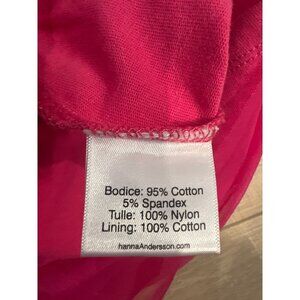 Bodice: 95% Cotton
5% Spandex
Tulle: 100% Nylon
Lining: 100% Cotton
hannaAndersson.com